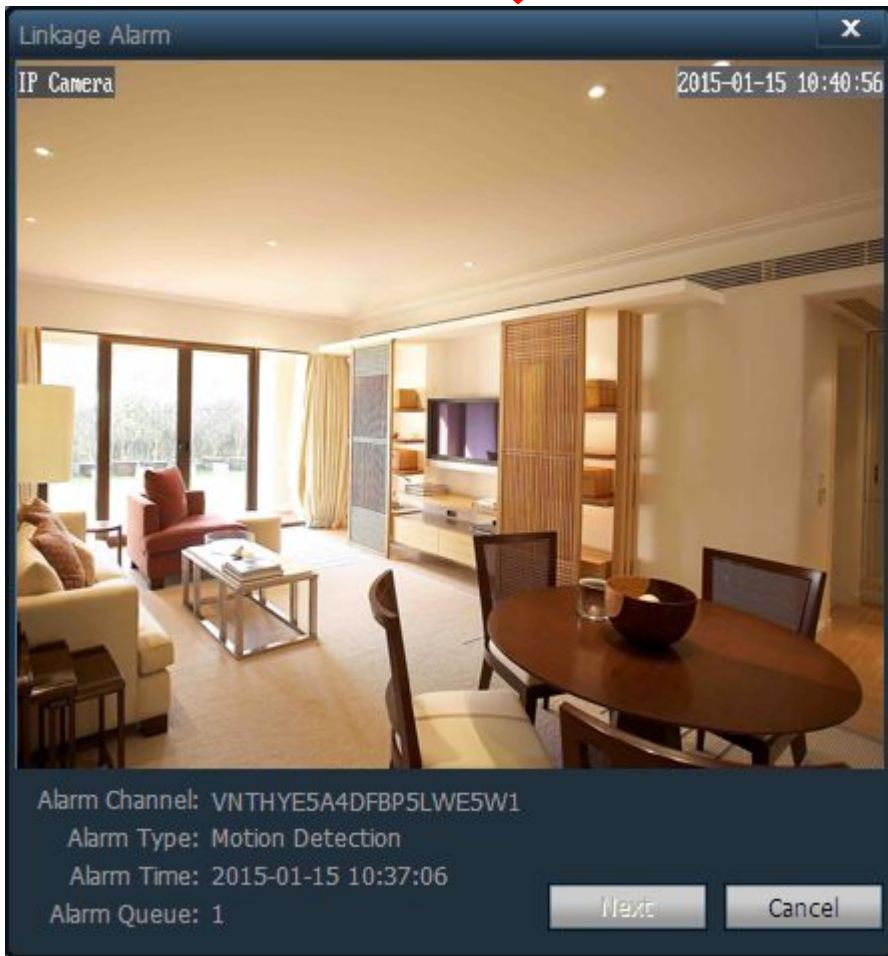 Linkage Alarm
X
IP Camera
2015-01-15 10:40:56
Alarm Channel: VNTHYE5A4DFBP5LWE5W1
Alarm Type: Motion Detection
Alarm Time: 2015-01-15 10:37:06
Alarm Queue: 1
Next
Cancel